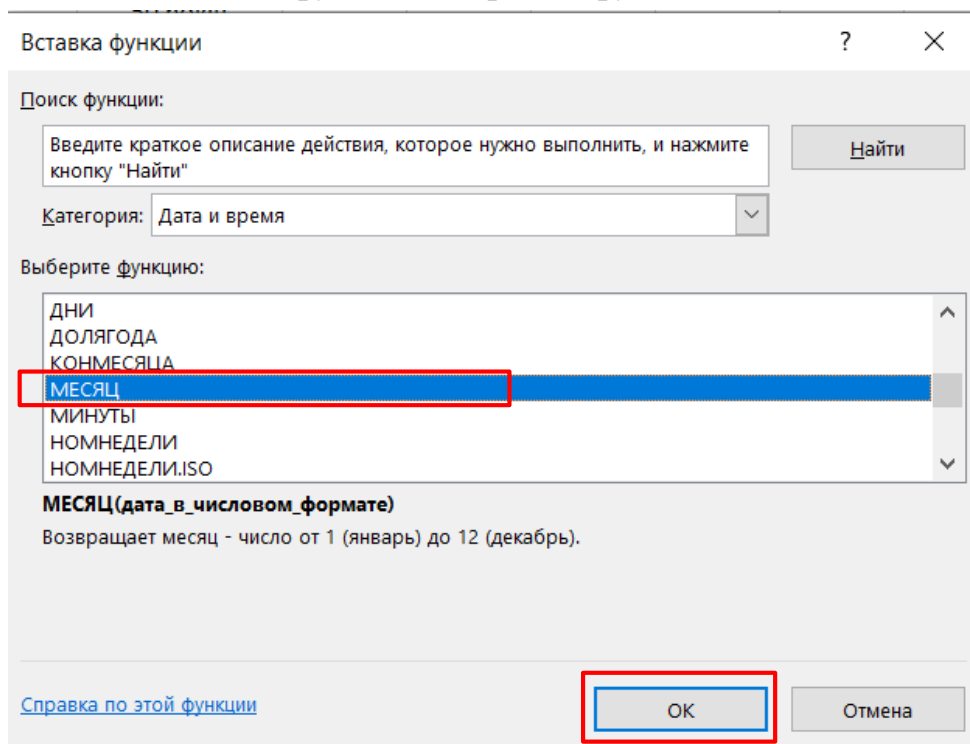 Вставка функции
?
Поиск функции:
Введите краткое описание действия, которое нужно выполнить, и нажмите
кнопку "Найти"
Найти
Категория:
Дата и время
Выберите функцию:
ДНИ
ДОЛЯГОДА
КОНМЕСЯЦА
МЕСЯЦ
МИНУТЫ
НОМНЕДЕЛИ
НОМНЕДЕЛИ.ISO
МЕСЯЦ(дата_в_числовом_формате)
Возвращает месяц - число от 1 (январь) до 12 (декабрь).
Справка по этой функции
ОК
Отмена